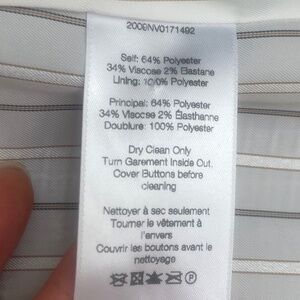 2009NV0171492
Self: 64% Polyester
34% Viscose 2% Elastane
Lining: 100% Polyester
Principal: 64% Polyester
34% Viscose 2% Élasthanne
Doublure: 100% Polyester
Dry Clean Only
Turn Garement Inside Out,
Cover Buttons before
cleaning
Nettoyer à sec seulement
Tourner le vêtement à
l'envers
Couvrir les boutons avant le
nettoyage
P